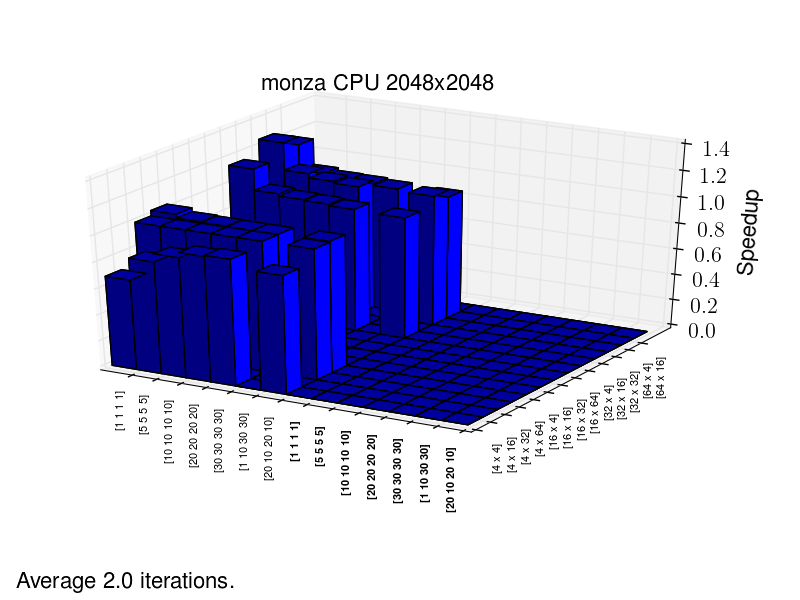 monza CPU 2048x2048
1.4
1.2
1.0
0.8
0.6
0.4
0.2
0.0
Speedup
[1 1 1 1]
[5 5 5 5]
[10 10 10 10]
[20 20 20 20]
[30 30 30 30]
[1 10 30 30]
[20 10 20 10]
[1 1 1 1]
[5 5 5 5]
[10 10 10 10]
[20 20 20 20]
[30 30 30 30]
[1 10 30 30]
[20 10 20 10]
[4 x 4]
[4 x 16]
[4 x 32]
[4 x 64]
[16 x 4]
[16 x 16]
[16 x 32]
[16 x 64]
[32 x 4]
[32 x 16]
[32 x 32]
[64 x 4]
[64 x 16]
Average 2.0 iterations.